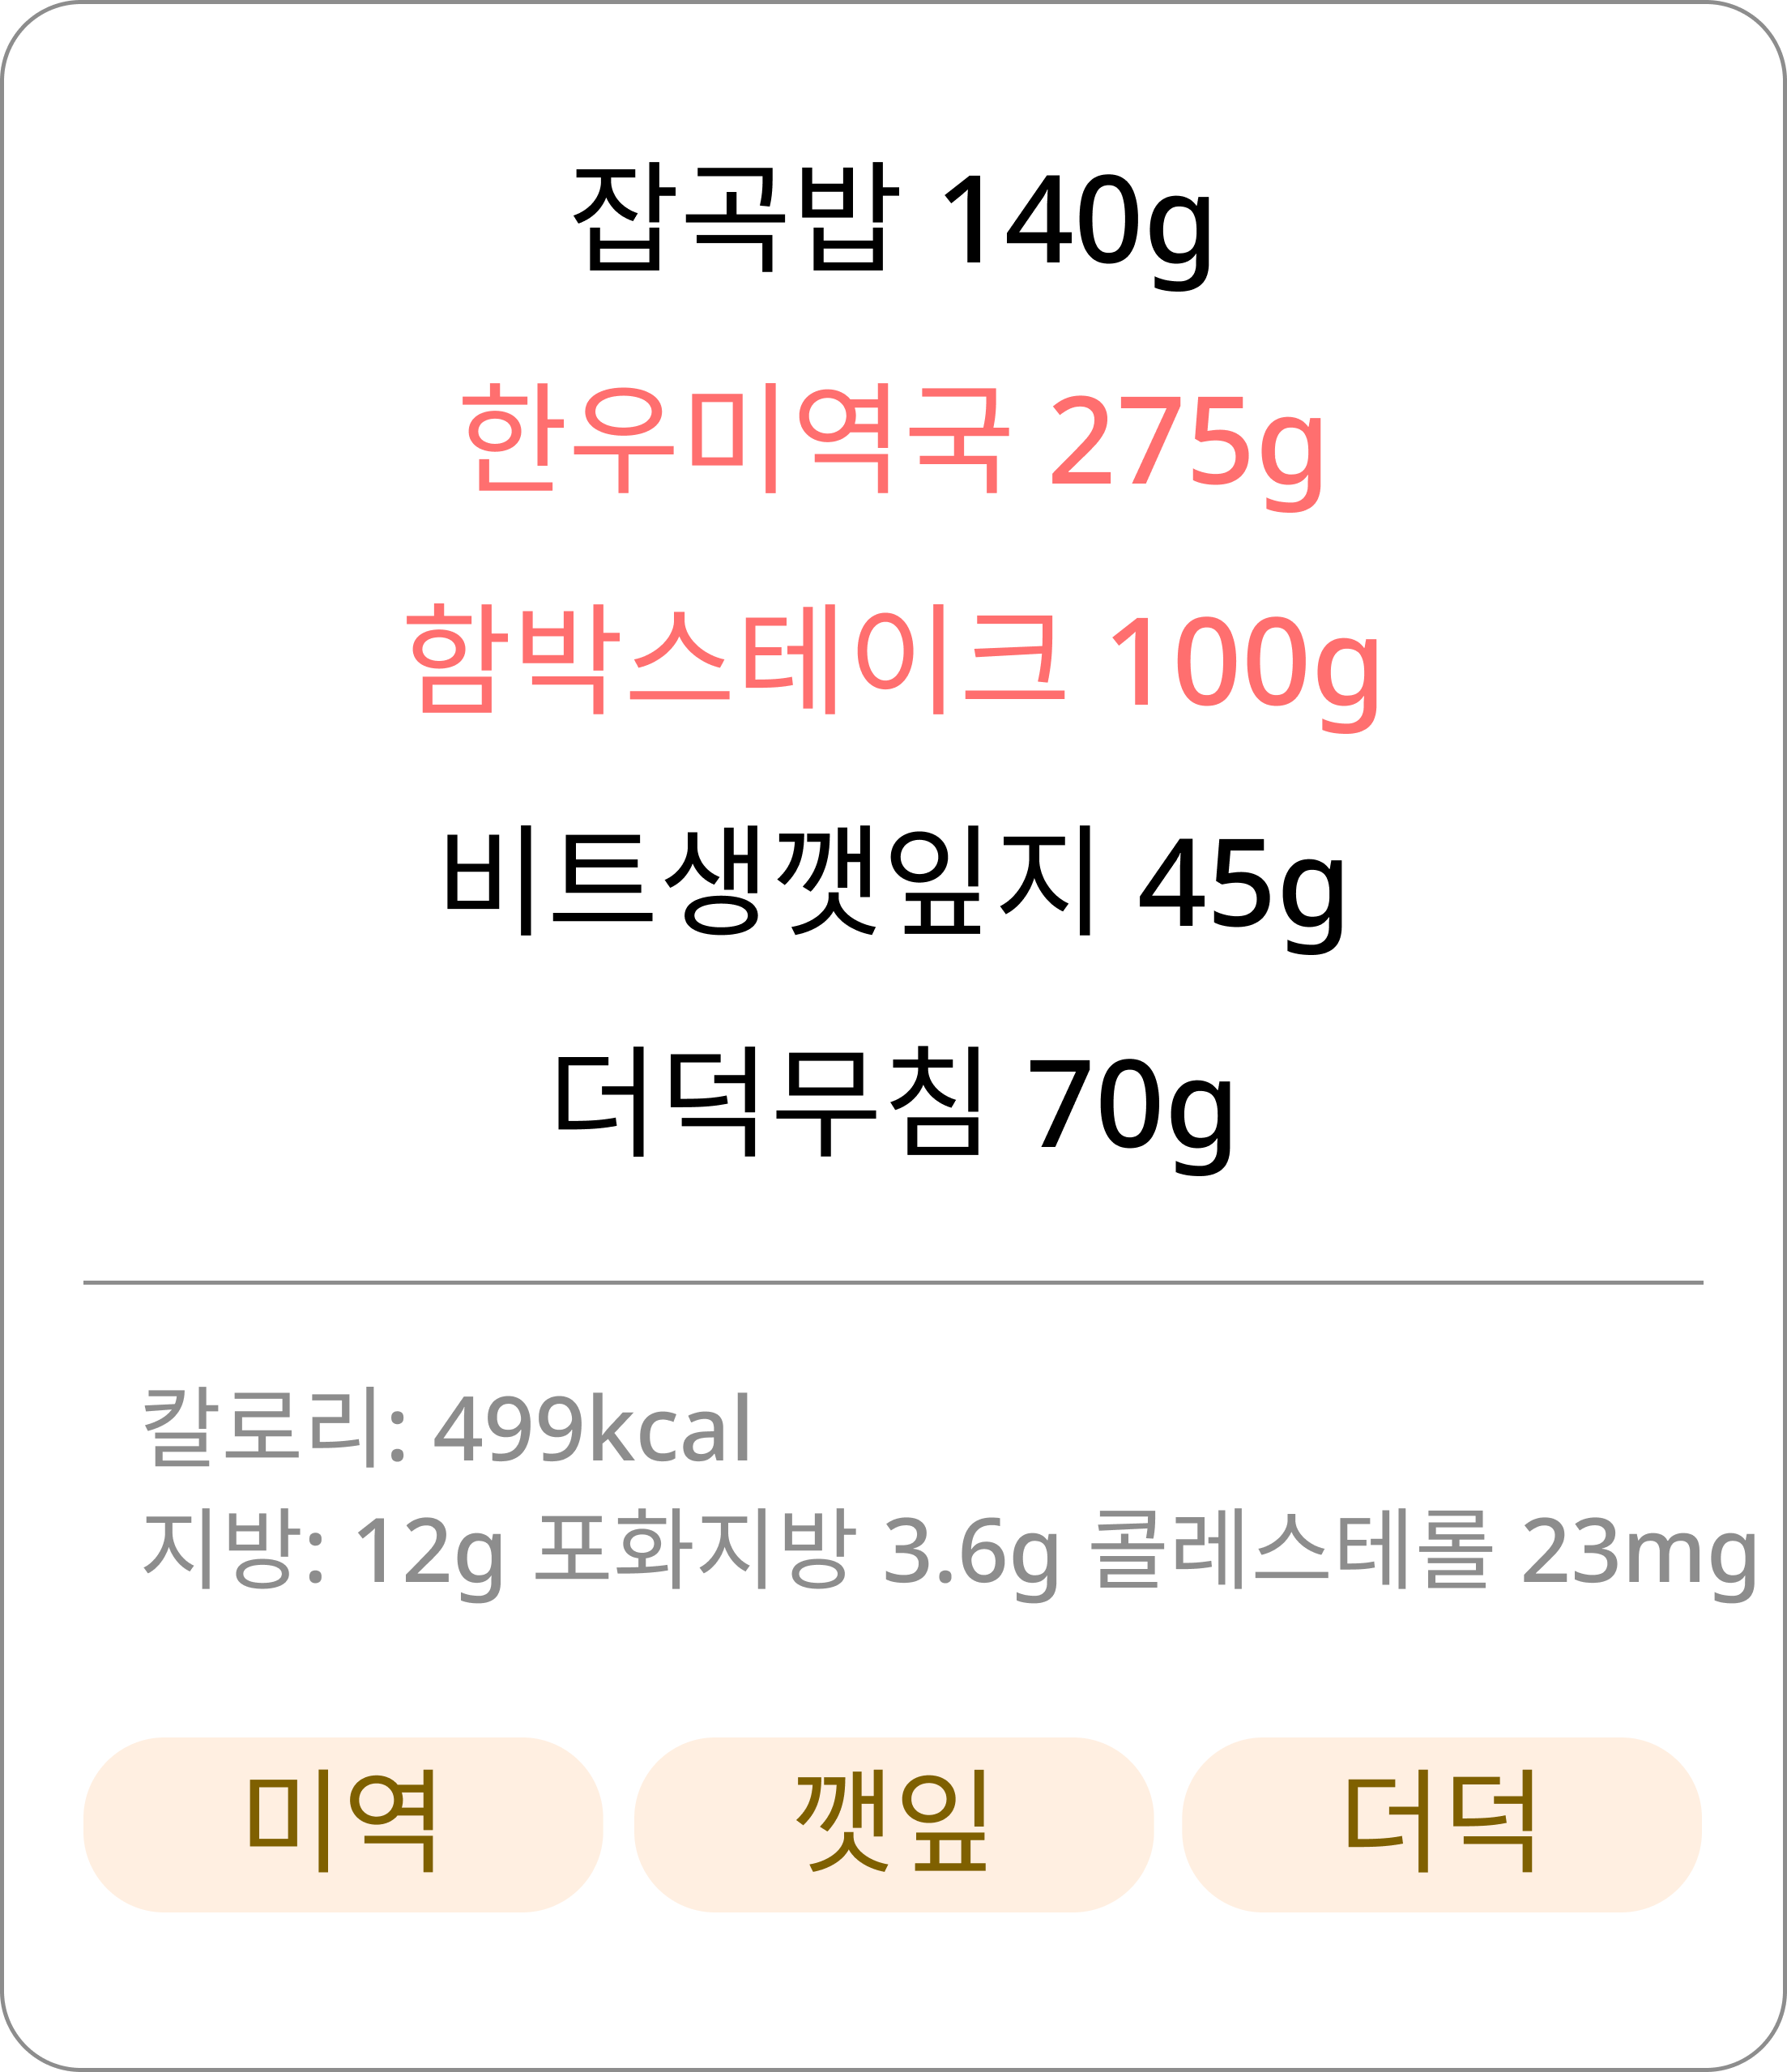 잡곡밥 140g
한우미역국 275g
함박스테이크 100g
비트생깻잎지 45g
더덕무침 70g
칼로리: 499kcal
지방: 12g 포화지방 3.6g 콜레스테롤 23mg
미역 깻잎 더덕